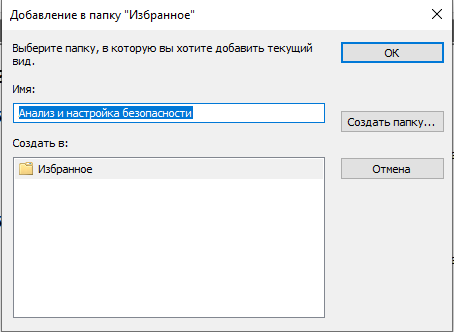 Добавление в папку "Избранное"
Выберите папку, в которую вы хотите добавить текущий
вид.
OK
Имя:
Анализ и настройка безопасности
Создать папку...
Создать в:
Избранное
Отмена